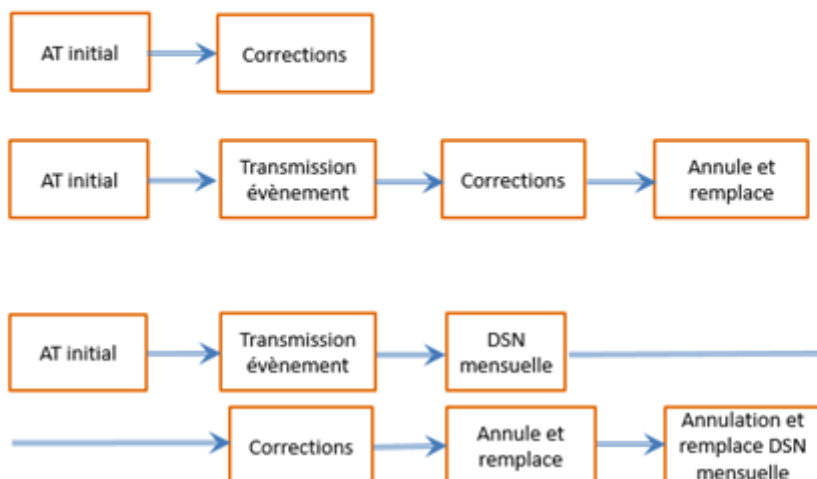 AT initial
Corrections
AT initial
Transmission
évènement
Corrections
Annule et
remplace
AT initial
Transmission
évènement
DSN
mensuelle
Corrections
Annule et
remplace
Annulation et
remplace DSN
mensuelle